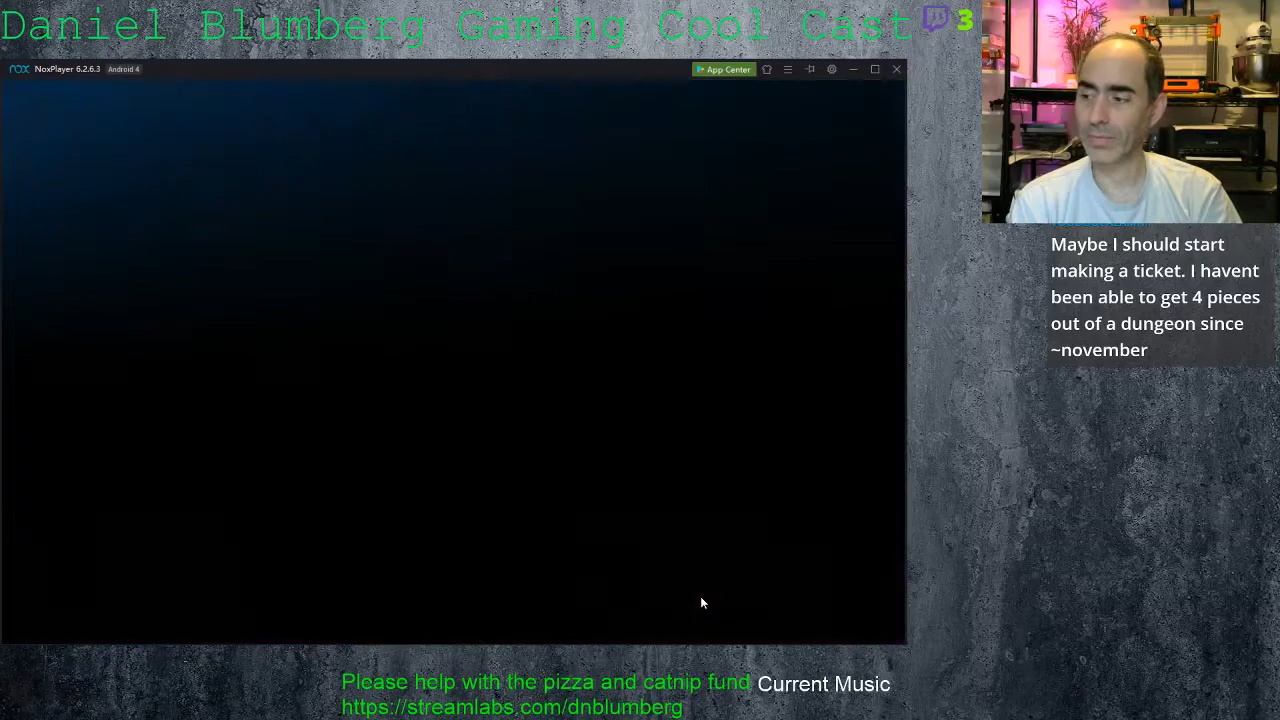 Daniel Blumberg Gaming Cool Cast 3
nox NoxPlayer 6.2.6.3 Android 4 App Center
Maybe I should start
making a ticket. I havent
been able to get 4 pieces
out of a dungeon since
~november
Please help with the pizza and catnip fund Current Music
https://streamlabs.com/dnblumberg